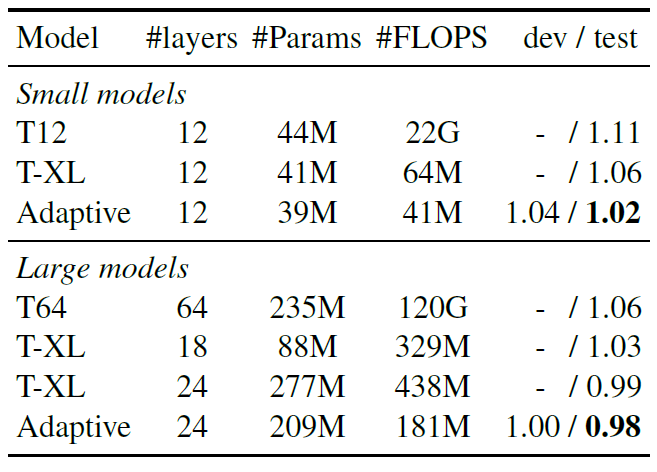 Model #layers #Params #FLOPS dev / test
Small models
T12 12 44M 22G - / 1.11
T-XL 12 41M 64M - / 1.06
Adaptive 12 39M 41M 1.04 / 1.02
Large models
T64 64 235M 120G - / 1.06
T-XL 18 88M 329M - / 1.03
T-XL 24 277M 438M - / 0.99
Adaptive 24 209M 181M 1.00 / 0.98